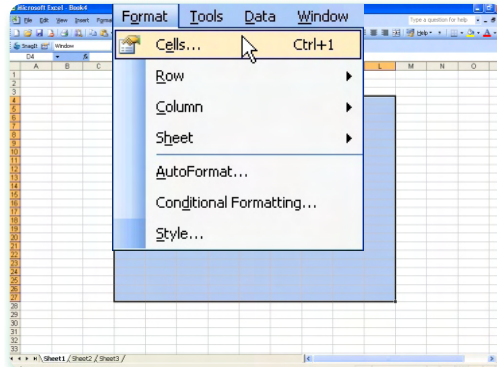 Microsoft Excel - Book4
File Edit View Insert Format Tools Data Window
Type a question for help
SnagIt Window
D4
A B C L M N O
Cells... Ctrl+1
Row
Column
Sheet
AutoFormat...
Conditional Formatting...
Style...
1
2
3
4
5
6
7
8
9
10
11
12
13
14
15
16
17
18
19
20
21
22
23
24
25
26
27
28
29
30
31
32
33
Sheet1 / Sheet2 / Sheet3 /